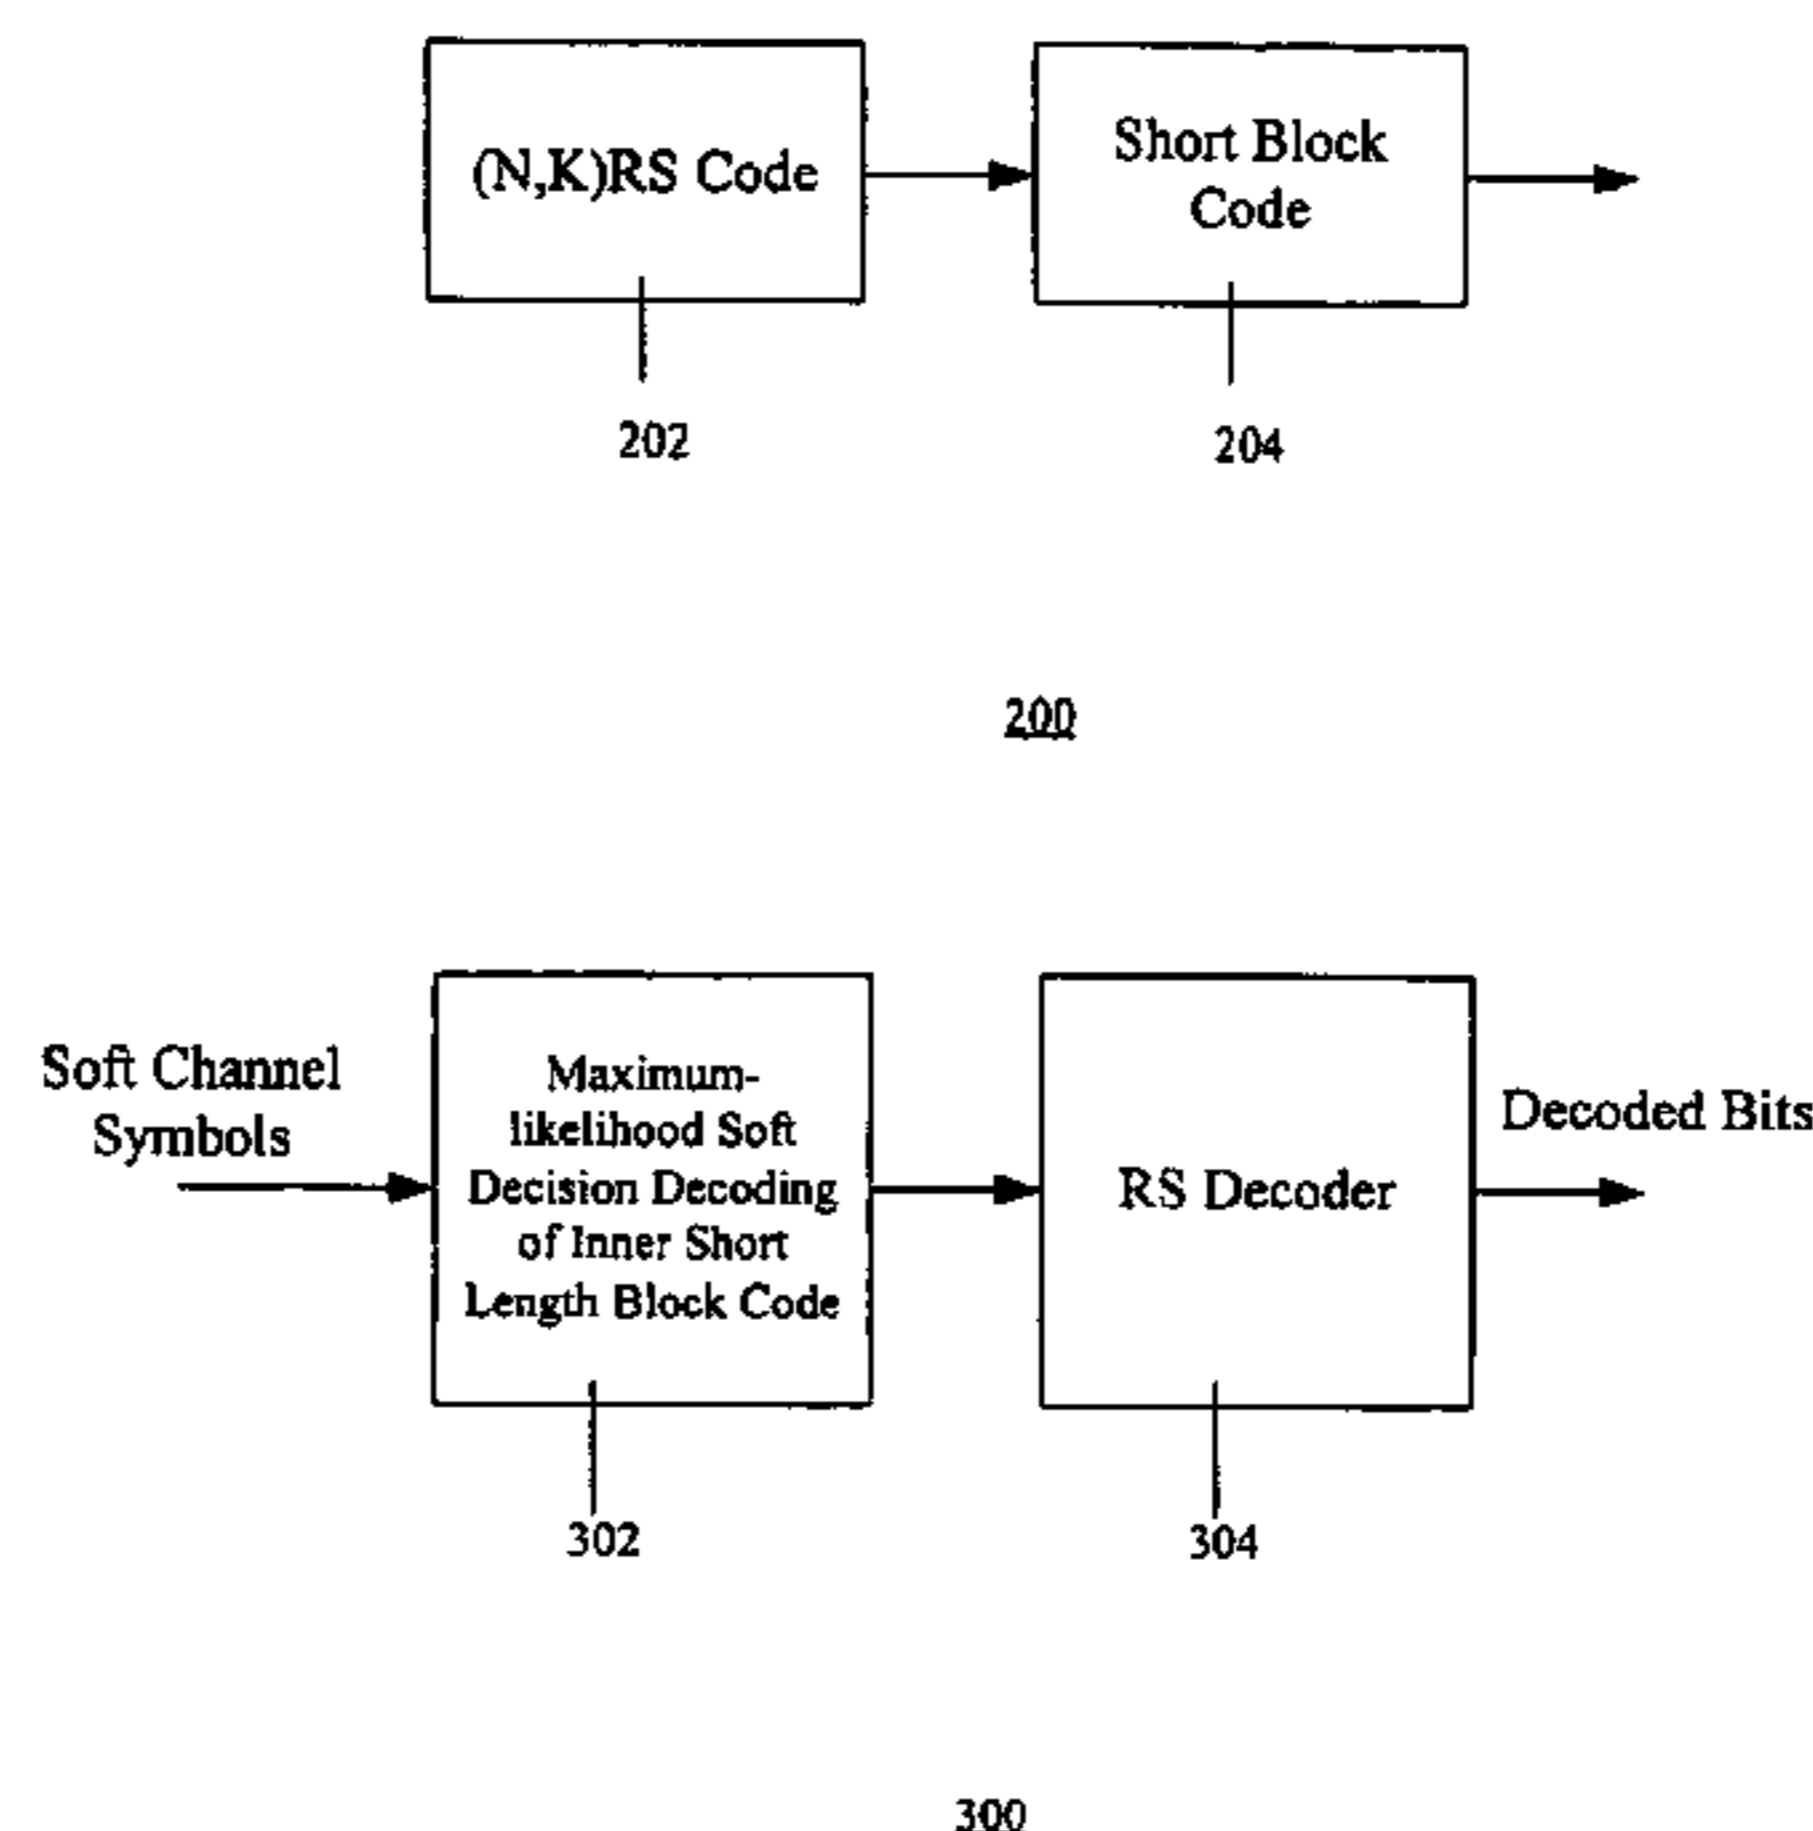 (N,K)RS Code
Short Block
Code
202
204
200
Soft Channel
Symbols
Maximum-
likelihood Soft
Decision Decoding
of Inner Short
Length Block Code
RS Decoder
Decoded Bits
302
304
300